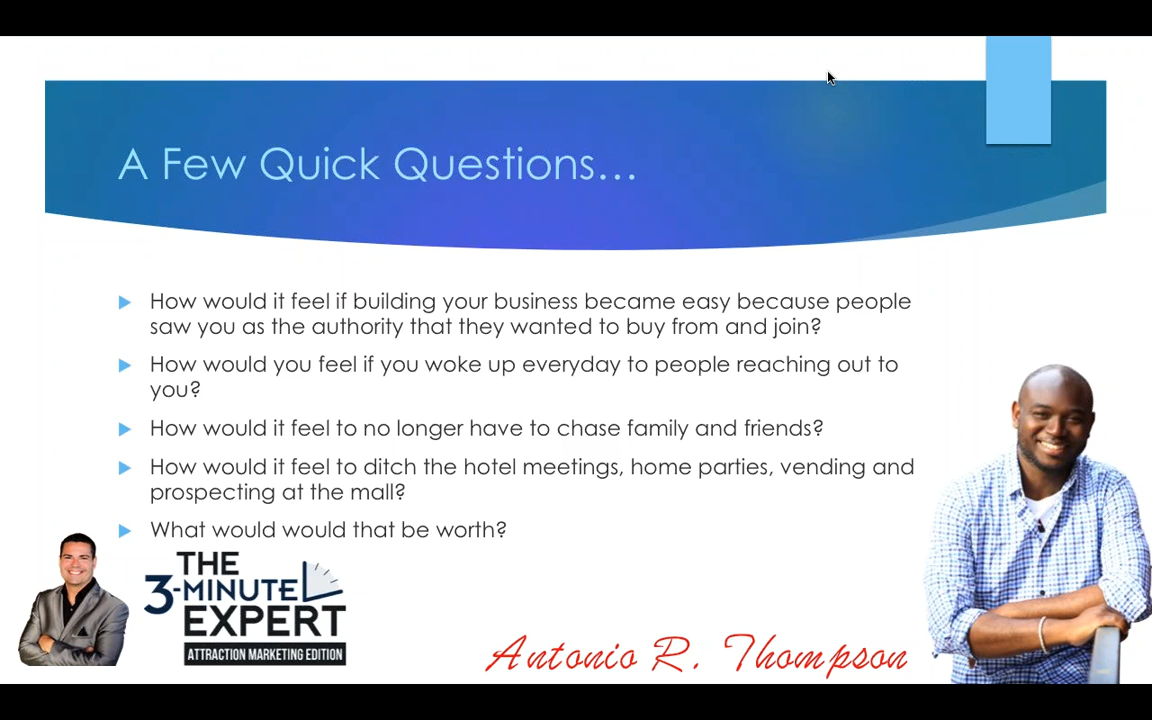 A Few Quick Questions...
How would it feel if building your business became easy because people
saw you as the authority that they wanted to buy from and join?
How would you feel if you woke up everyday to people reaching out to
you?
How would it feel to no longer have to chase family and friends?
How would it feel to ditch the hotel meetings, home parties, vending and
prospecting at the mall?
What would would that be worth?
THE
3-MINUTE
EXPERT
ATTRACTION MARKETING EDITION
Antonio R. Thompson